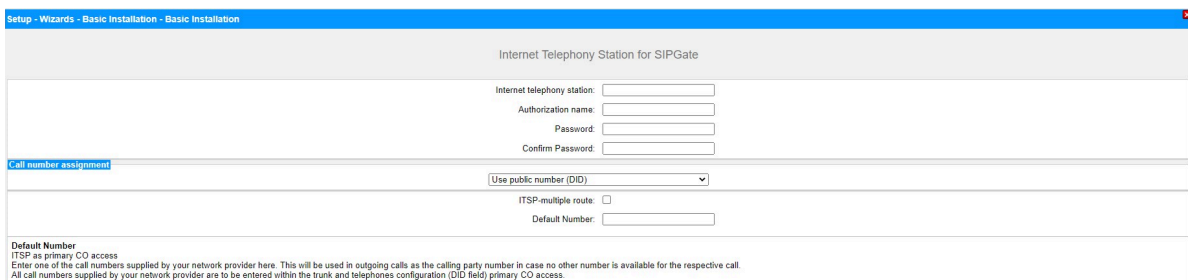 Setup - Wizards - Basic Installation - Basic Installation
Internet Telephony Station for SIPGate
Internet telephony station:
Authorization name:
Password:
Confirm Password:
Call number assignment
Use public number (DID)
ITSP-multiple route:
Default Number:
Default Number
ITSP as primary CO access
Enter one of the call numbers supplied by your network provider here. This will be used in outgoing calls as the calling party number in case no other number is available for the respective call.
All call numbers supplied by your network provider are to be entered within the trunk and telephones configuration (DID field) primary CO access.